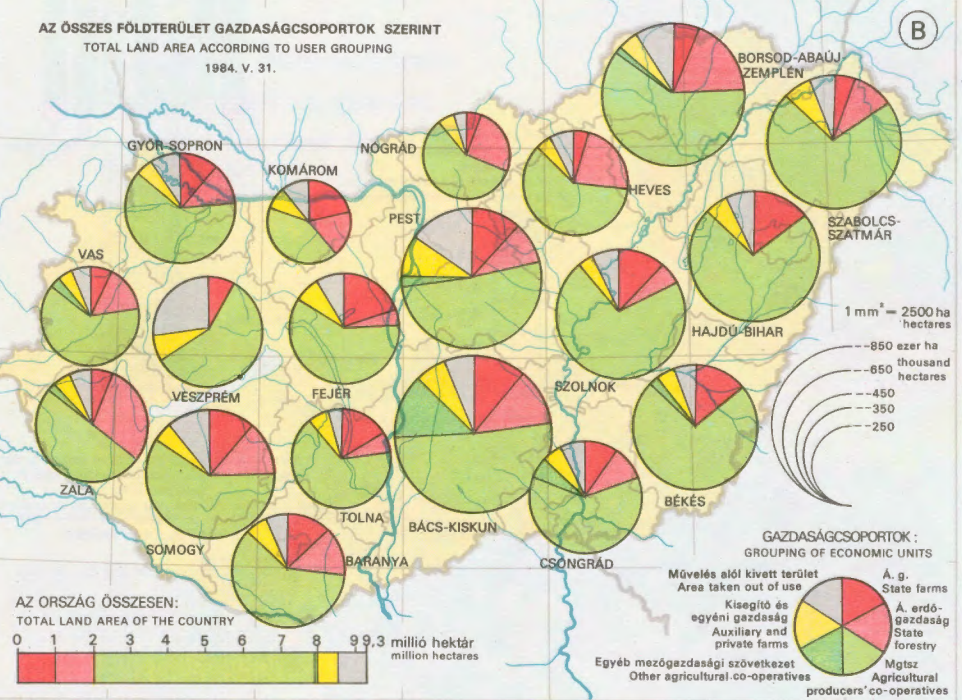 AZ ÖSSZES FÖLDTERÜLET GAZDASÁGCSOPORTOK SZERINT
TOTAL LAND AREA ACCORDING TO USER GROUPING
1984. V. 31.
B
BORSOD-ABAÚJ-
ZEMPLÉN
GYŐR-SOPRON
KOMÁROM
NÓGRÁD
HEVES
PEST
SZABOLCS-
SZATMÁR
VAS
HAJDÚ-BIHAR
VESZPRÉM
FEJÉR
SZOLNOK
ZALA
TOLNA
BÁCS-KISKUN
BÉKÉS
SOMOGY
BARANYA
CSONGRÁD
1 mm² = 2500 ha
hectares
850 ezer ha
thousand
hectares
650
450
350
250
GAZDASÁGCSOPORTOK :
GROUPING OF ECONOMIC UNITS
Művelés alól kivett terület
Area taken out of use
Á. g.
State farms
Kisegítő és
egyéni gazdaság
Auxiliary and
private farms
Á. erdő-
gazdaság
State
forestry
Egyéb mezőgazdasági szövetkezet
Other agricultural co-operatives
Mgtsz
Agricultural
producers' co-operatives
AZ ORSZÁG ÖSSZESEN:
TOTAL LAND AREA OF THE COUNTRY
0 1 2 3 4 5 6 7 8 9 9,3 millió hektár
million hectares